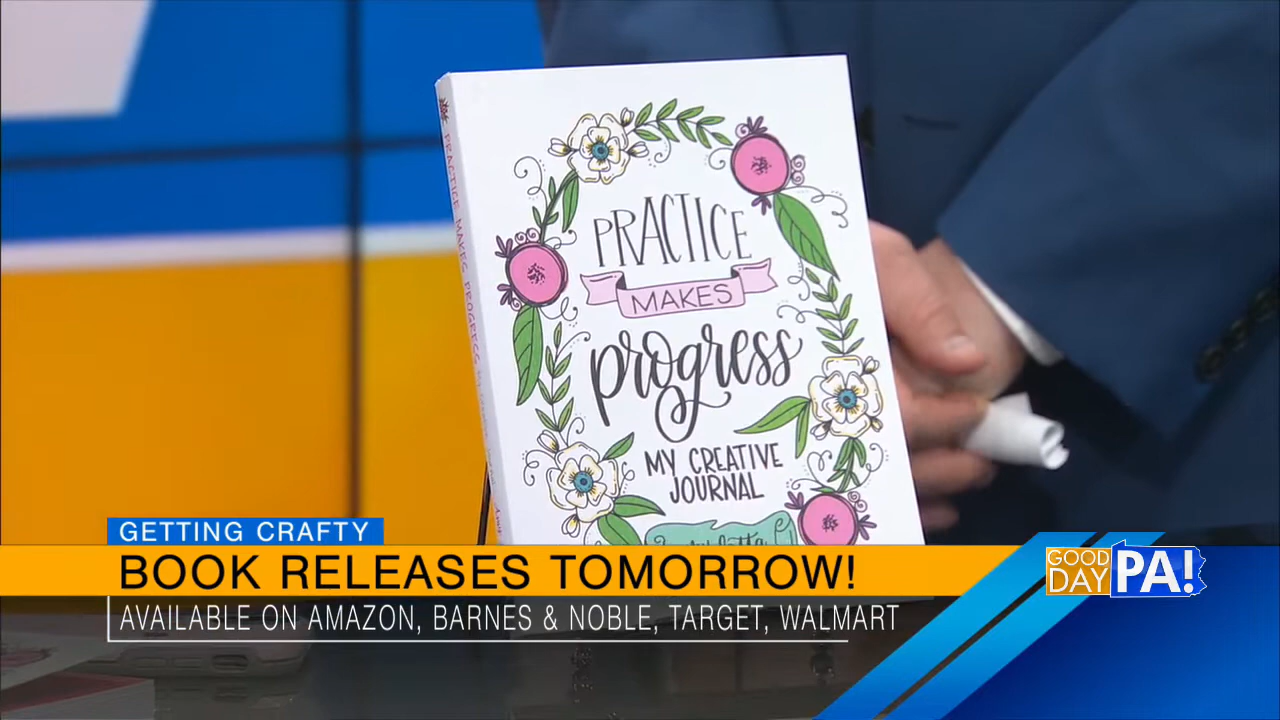 PRACTICE
MAKES
progress
MY CREATIVE
JOURNAL
PRACTICE MAKES PROGRESS
GETTING CRAFTY
BOOK RELEASES TOMORROW!
AVAILABLE ON AMAZON, BARNES & NOBLE, TARGET, WALMART
GOOD
DAY PA!